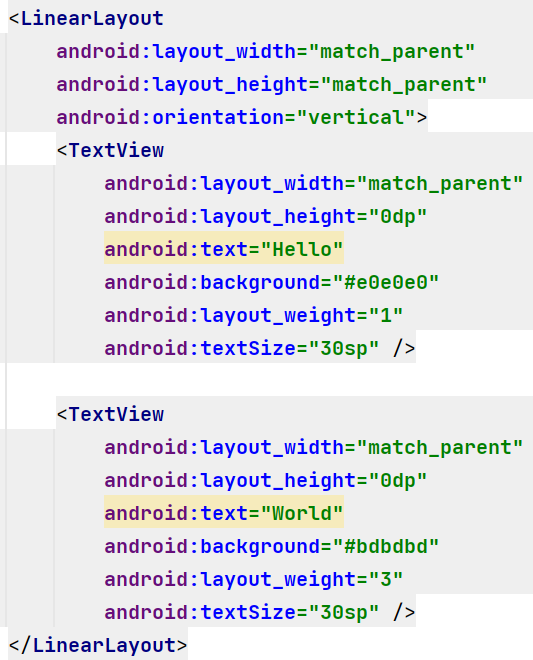 <LinearLayout
android:layout_width="match_parent"
android:layout_height="match_parent"
android:orientation="vertical">
<TextView
android:layout_width="match_parent"
android:layout_height="0dp"
android:text="Hello"
android:background="#e0e0e0"
android:layout_weight="1"
android:textSize="30sp" />
<TextView
android:layout_width="match_parent"
android:layout_height="0dp"
android:text="World"
android:background="#bdbdbd"
android:layout_weight="3"
android:textSize="30sp" />
</LinearLayout>